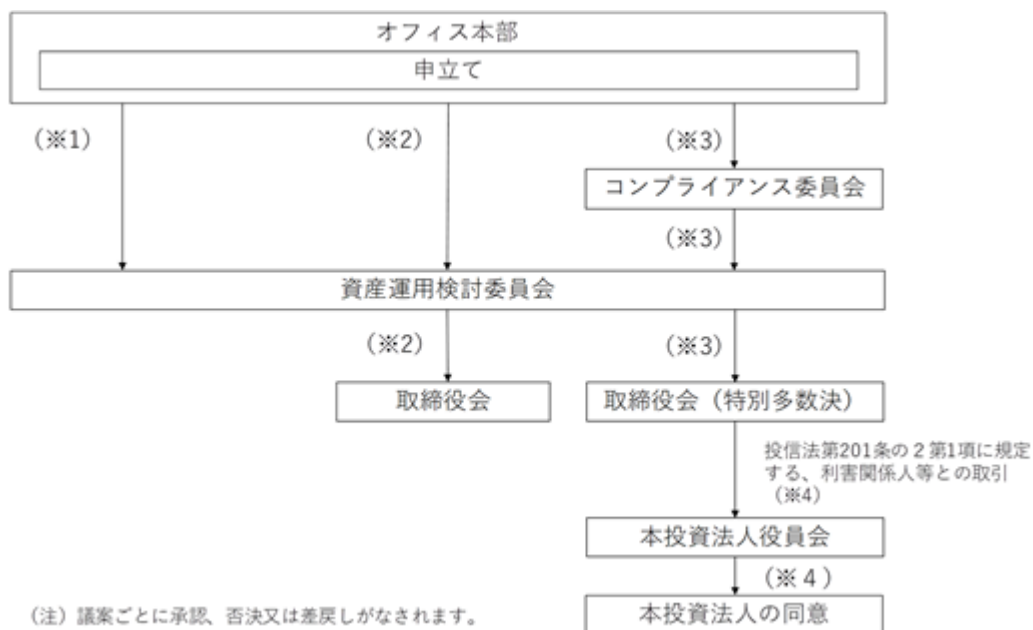 オフィス本部
申立て
（※1）
（※2）
（※3）
コンプライアンス委員会
（※3）
資産運用検討委員会
（※2）
（※3）
取締役会
取締役会（特別多数決）
投信法第201条の２第1項に規定
する、利害関係人等との取引
（※4）
本投資法人役員会
（※４）
（注）議案ごとに承認、否決又は差戻しがなされます。
本投資法人の同意